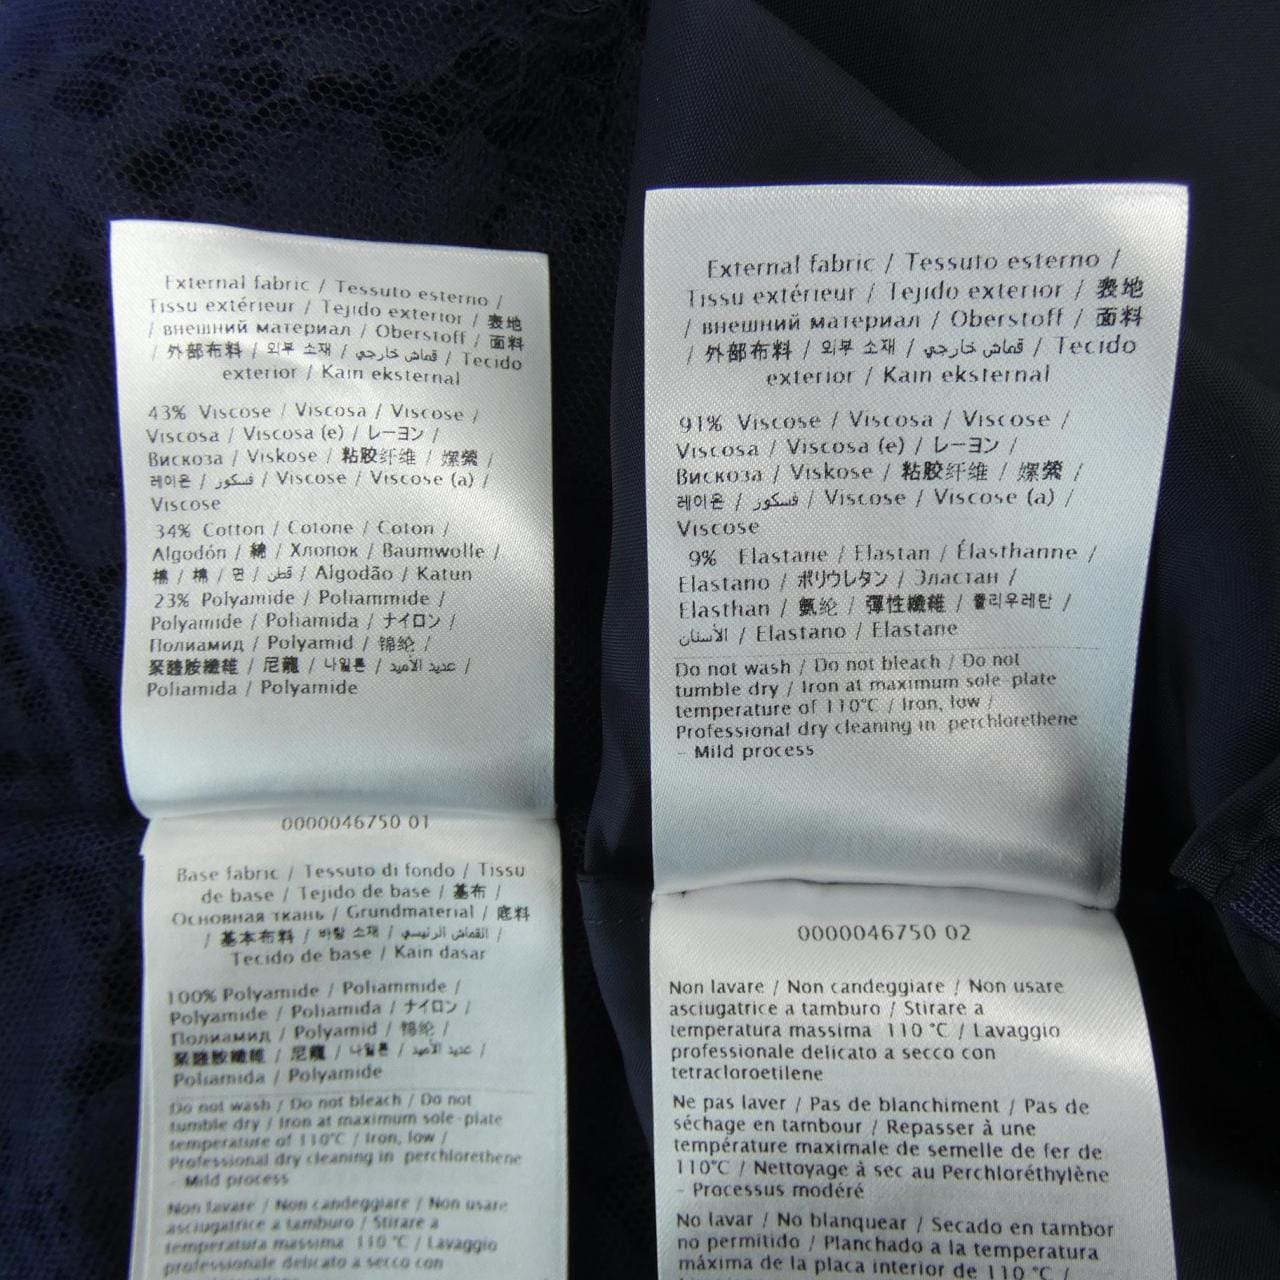 External fabric / Tessuto esterno /
Tissu extérieur / Tejido exterior / 表地
/ внешний материал / Oberstoff / 面料
/ 外部布料 / 외부 소재 / قماش خارجي / Tecido
exterior / Kain eksternal
43% Viscose / Viscosa / Viscose /
Viscosa / Viscosa (e) / レーヨン /
Вискоза / Viskose / 粘胶纤维 / 嫘縈 /
레이온 / فسكوز / Viscose / Viscose (a) /
Viscose
34% Cotton / Cotone / Coton /
Algodón / 綿 / Хлопок / Baumwolle /
棉 / 棉 / 면 / قطن / Algodão / Katun
23% Polyamide / Poliammide /
Polyamide / Poliamida / ナイロン /
Полиамид / Polyamid / 锦纶 /
聚醯胺纖維 / 尼龍 / 나일론 / عديد الأميد /
Poliamida / Polyamide
0000046750 01
Base fabric / Tessuto di fondo / Tissu
de base / Tejido de base / 基布 /
Основная ткань / Grundmaterial / 底料
/ 基本布料 / 바탕 소재 / القماش الرئيسي /
Tecido de base / Kain dasar
100% Polyamide / Poliammide /
Polyamide / Poliamida / ナイロン /
Полиамид / Polyamid / 锦纶 /
聚醯胺纖維 / 尼龍 / 나일론 / عديد الأميد /
Poliamida / Polyamide
Do not wash / Do not bleach / Do not
tumble dry / Iron at maximum sole-plate
temperature of 110°C / Iron, low /
Professional dry cleaning in perchlorethene
- Mild process
Non lavare / Non candeggiare / Non usare
asciugatrice a tamburo / Stirare a
temperatura massima 110 °C / Lavaggio
professionale delicato a secco con
External fabric / Tessuto esterno /
Tissu extérieur / Tejido exterior / 表地
/ внешний материал / Oberstoff / 面料
/ 外部布料 / 외부 소재 / قماش خارجي / Tecido
exterior / Kain eksternal
91% Viscose / Viscosa / Viscose /
Viscosa / Viscosa (e) / レーヨン /
Вискоза / Viskose / 粘胶纤维 / 嫘縈 /
레이온 / فسكوز / Viscose / Viscose (a) /
Viscose
9% Elastane / Elastan / Élasthanne /
Elastano / ポリウレタン / Эластан /
Elasthan / 氨纶 / 彈性纖維 / 폴리우레탄 /
الأستان / Elastano / Elastane
Do not wash / Do not bleach / Do not
tumble dry / Iron at maximum sole-plate
temperature of 110°C / Iron, low /
Professional dry cleaning in perchlorethene
- Mild process
0000046750 02
Non lavare / Non candeggiare / Non usare
asciugatrice a tamburo / Stirare a
temperatura massima 110 °C / Lavaggio
professionale delicato a secco con
tetracloroetilene
Ne pas laver / Pas de blanchiment / Pas de
séchage en tambour / Repasser à une
température maximale de semelle de fer de
110°C / Nettoyage à sec au Perchloréthylène
- Processus modéré
No lavar / No blanquear / Secado en tambor
no permitido / Planchado a la temperatura
máxima de la placa interior de 110 °C /